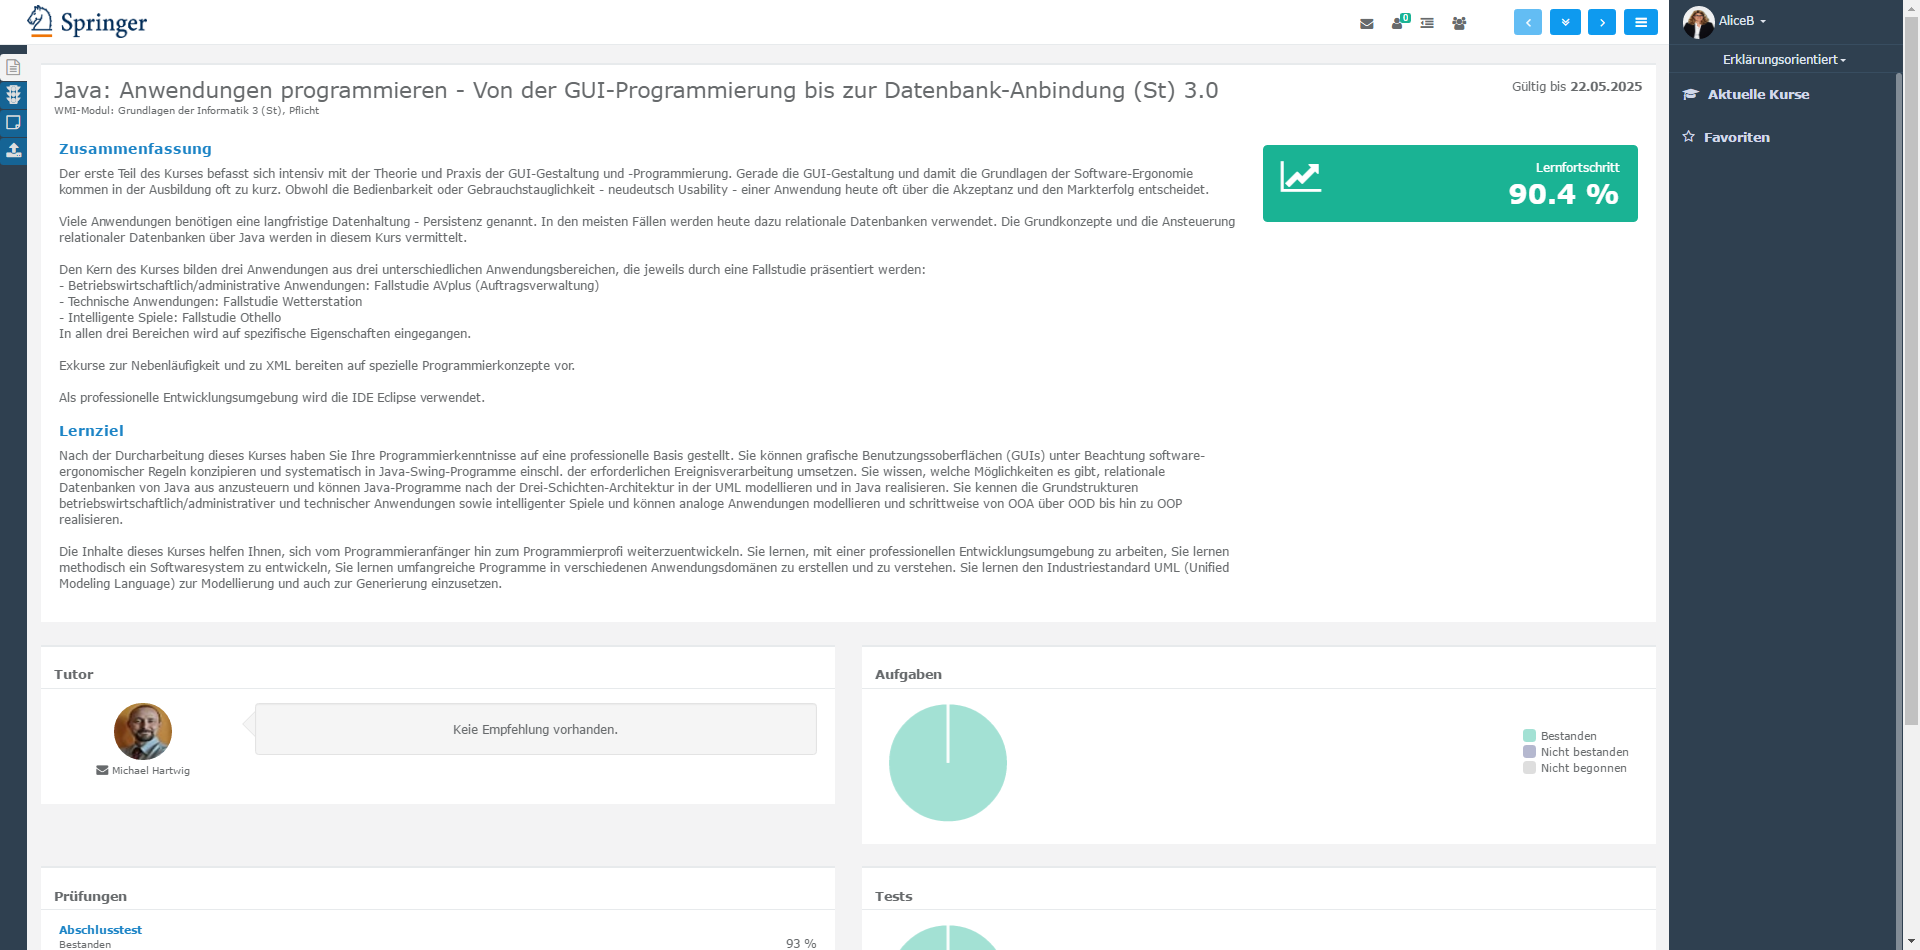 Springer
0
AliceB
Erklärungsorientiert
Aktuelle Kurse
Favoriten
Java: Anwendungen programmieren - Von der GUI-Programmierung bis zur Datenbank-Anbindung (St) 3.0
Gültig bis 22.05.2025
WMI-Modul: Grundlagen der Informatik 3 (St), Pflicht
Zusammenfassung
Der erste Teil des Kurses befasst sich intensiv mit der Theorie und Praxis der GUI-Gestaltung und -Programmierung. Gerade die GUI-Gestaltung und damit die Grundlagen der Software-Ergonomie
kommen in der Ausbildung oft zu kurz. Obwohl die Bedienbarkeit oder Gebrauchstauglichkeit - neudeutsch Usability - einer Anwendung heute oft über die Akzeptanz und den Markterfolg entscheidet.
Viele Anwendungen benötigen eine langfristige Datenhaltung - Persistenz genannt. In den meisten Fällen werden heute dazu relationale Datenbanken verwendet. Die Grundkonzepte und die Ansteuerung
relationaler Datenbanken über Java werden in diesem Kurs vermittelt.
Den Kern des Kurses bilden drei Anwendungen aus drei unterschiedlichen Anwendungsbereichen, die jeweils durch eine Fallstudie präsentiert werden:
- Betriebswirtschaftlich/administrative Anwendungen: Fallstudie AVplus (Auftragsverwaltung)
- Technische Anwendungen: Fallstudie Wetterstation
- Intelligente Spiele: Fallstudie Othello
In allen drei Bereichen wird auf spezifische Eigenschaften eingegangen.
Exkurse zur Nebenläufigkeit und zu XML bereiten auf spezielle Programmierkonzepte vor.
Als professionelle Entwicklungsumgebung wird die IDE Eclipse verwendet.
Lernfortschritt
90.4 %
Lernziel
Nach der Durcharbeitung dieses Kurses haben Sie Ihre Programmierkenntnisse auf eine professionelle Basis gestellt. Sie können grafische Benutzungssoberflächen (GUIs) unter Beachtung software-
ergonomischer Regeln konzipieren und systematisch in Java-Swing-Programme einschl. der erforderlichen Ereignisverarbeitung umsetzen. Sie wissen, welche Möglichkeiten es gibt, relationale
Datenbanken von Java aus anzusteuern und können Java-Programme nach der Drei-Schichten-Architektur in der UML modellieren und in Java realisieren. Sie kennen die Grundstrukturen
betriebswirtschaftlich/administrativer und technischer Anwendungen sowie intelligenter Spiele und können analoge Anwendungen modellieren und schrittweise von OOA über OOD bis hin zu OOP
realisieren.
Die Inhalte dieses Kurses helfen Ihnen, sich vom Programmieranfänger hin zum Programmierprofi weiterzuentwickeln. Sie lernen, mit einer professionellen Entwicklungsumgebung zu arbeiten, Sie lernen
methodisch ein Softwaresystem zu entwickeln, Sie lernen umfangreiche Programme in verschiedenen Anwendungsdomänen zu erstellen und zu verstehen. Sie lernen den Industriestandard UML (Unified
Modeling Language) zur Modellierung und auch zur Generierung einzusetzen.
Tutor
Keie Empfehlung vorhanden.
Michael Hartwig
Aufgaben
Bestanden
Nicht bestanden
Nicht begonnen
Prüfungen
Abschlusstest
Bestanden
93 %
Tests